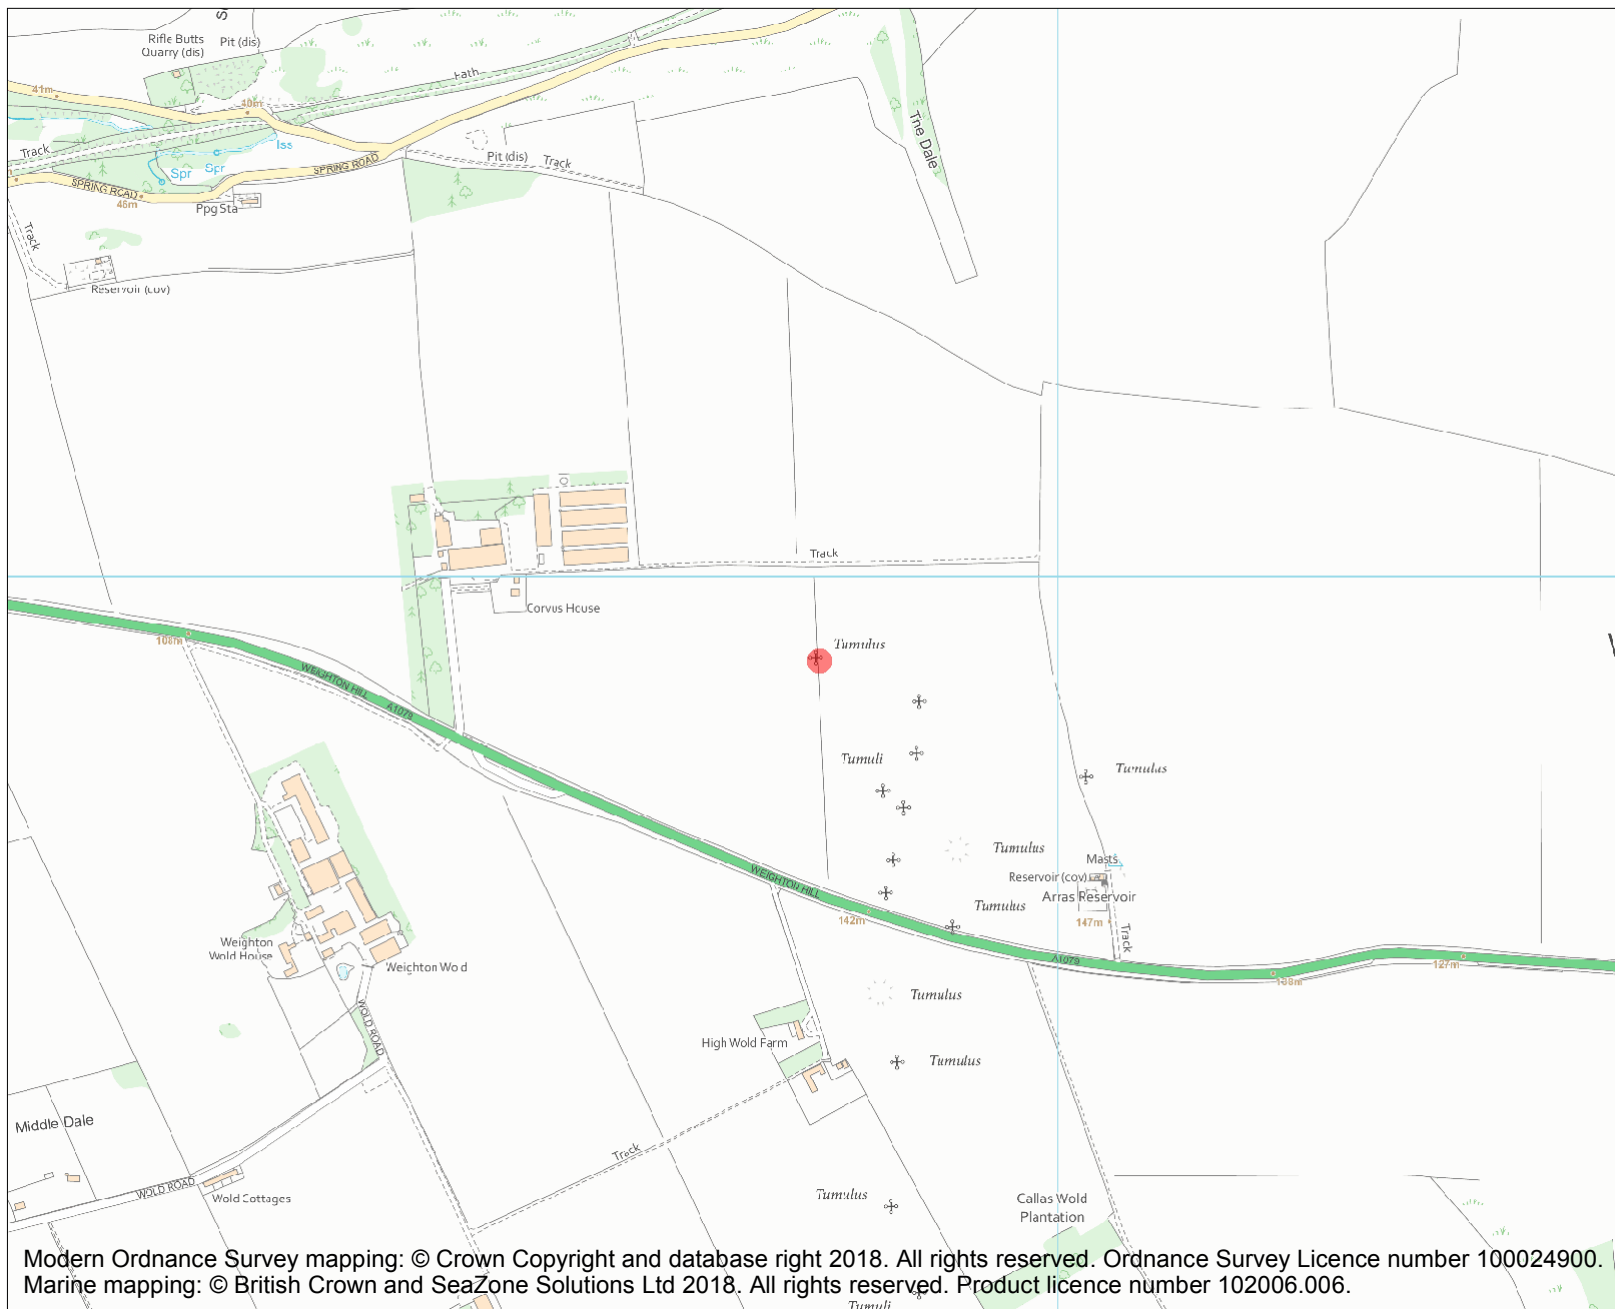 Rifle Butts
Quarry (dis)
Pit (dis)
41m
40m
Path
Track
Iss
Spr
Spr
SPRING ROAD
SPRING ROAD
46m
Ppg Sta
Pit (dis)
Track
The Dale
Track
Reservoir (cov)
Track
Corvus House
108m
WEIGHTON HILL
A1079
Tumulus
Tumuli
Tumulus
Tumulus
Masts
Reservoir (cov)
Arras Reservoir
WEIGHTON HILL
142m
Tumulus
147m
Track
A1079
138m
127m
Weighton
Wold House
Weighton Wold
WOLD ROAD
Tumulus
High Wold Farm
Tumulus
Middle Dale
Track
WOLD ROAD
Wold Cottages
Tumulus
Callas Wold
Plantation
Modern Ordnance Survey mapping: © Crown Copyright and database right 2018. All rights reserved. Ordnance Survey Licence number 100024900.
Marine mapping: © British Crown and SeaZone Solutions Ltd 2018. All rights reserved. Product licence number 102006.006.
Tumuli